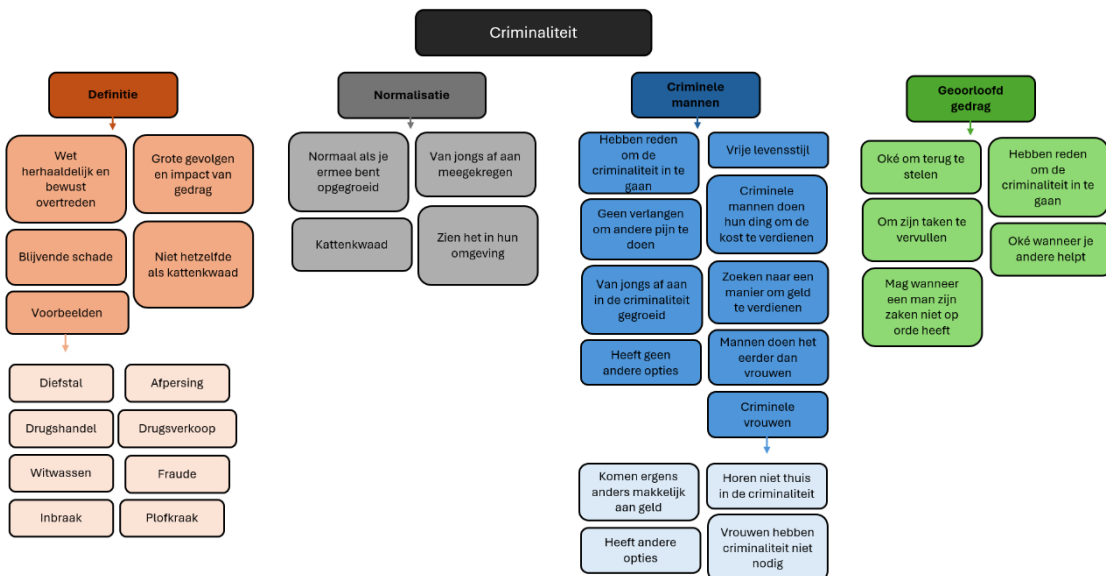 Criminaliteit
Definitie
Wet
herhaaldelijk en
bewust
overtreden
Grote gevolgen
en impact van
gedrag
Blijvende schade
Niet hetzelfde
als kattenkwaad
Voorbeelden
Diefstal
Afpersing
Drugshandel
Drugsverkoop
Witwassen
Fraude
Inbraak
Plofkraak
Normalisatie
Normaal als je
ermee bent
opgegroeid
Van jongs af aan
meegekregen
Kattenkwaad
Zien het in hun
omgeving
Criminele
mannen
Hebben reden
om de
criminaliteit in te
gaan
Vrije levensstijl
Geen verlangen
om andere pijn te
doen
Criminele
mannen doen
hun ding om de
kost te verdienen
Van jongs af aan
in de criminaliteit
gegroeid
Zoeken naar een
manier om geld
te verdienen
Heeft geen
andere opties
Mannen doen het
eerder dan
vrouwen
Criminele
vrouwen
Komen ergens
anders makkelijk
aan geld
Horen niet thuis
in de criminaliteit
Heeft andere
opties
Vrouwen hebben
criminaliteit niet
nodig
Geoorloofd
gedrag
Oké om terug te
stelen
Hebben reden
om de
criminaliteit in te
gaan
Om zijn taken te
vervullen
Oké wanneer je
andere helpt
Mag wanneer
een man zijn
zaken niet op
orde heeft